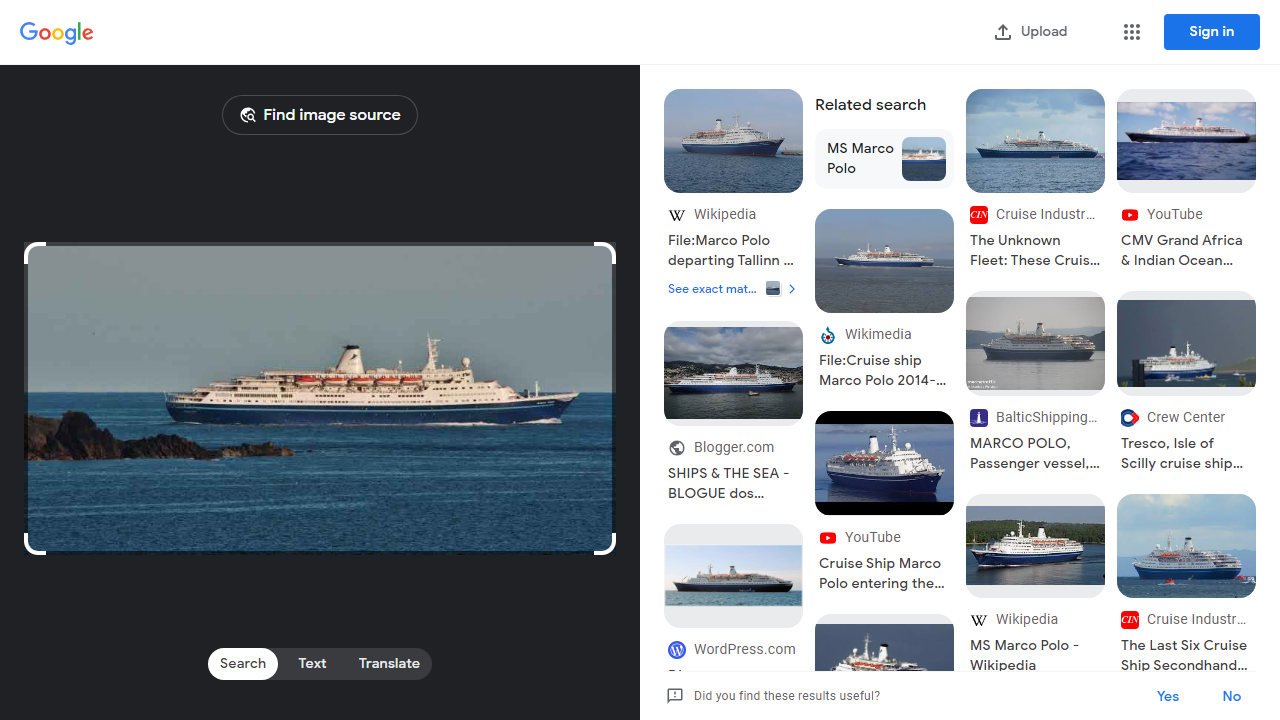 Google
Upload
Sign in
Find image source
Search
Text
Translate
Wikipedia
File:Marco Polo
departing Tallinn ...
See exact mat...
Blogger.com
SHIPS & THE SEA -
BLOGUE dos...
WordPress.com
Related search
MS Marco
Polo
Wikimedia
File:Cruise ship
Marco Polo 2014-...
YouTube
Cruise Ship Marco
Polo entering the...
Cruise Industr...
The Unknown
Fleet: These Cruis...
BalticShipping...
MARCO POLO,
Passenger vessel,...
Wikipedia
MS Marco Polo -
Wikipedia
YouTube
CMV Grand Africa
& Indian Ocean...
Crew Center
Tresco, Isle of
Scilly cruise ship...
Cruise Industr...
The Last Six Cruise
Ship Secondhand...
Did you find these results useful?
Yes
No